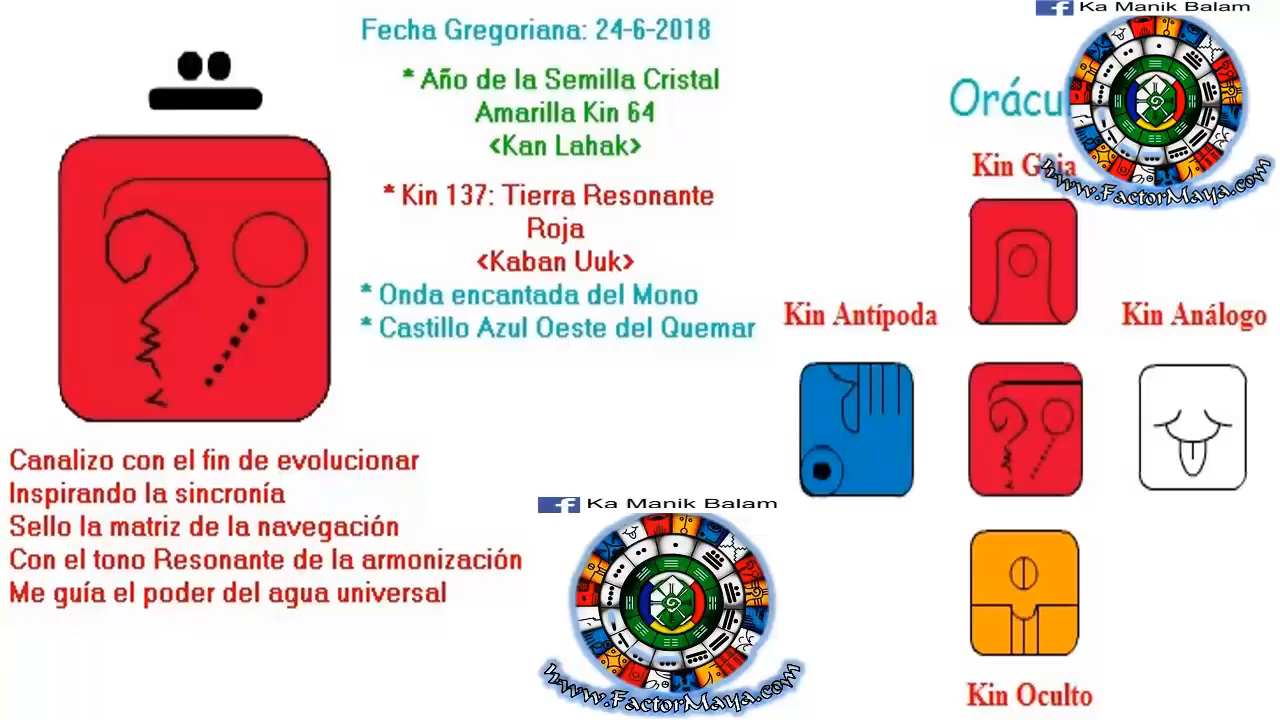 Fecha Gregoriana: 24-6-2018
* Año de la Semilla Cristal
Amarilla Kin 64
<Kan Lahak>
* Kin 137: Tierra Resonante
Roja
<Kaban Uuk>
* Onda encantada del Mono
* Castillo Azul Oeste del Quemar
Canalizo con el fin de evolucionar
Inspirando la sincronía
Sello la matriz de la navegación
Con el tono Resonante de la armonización
Me guía el poder del agua universal
Ka Manik Balam
www.FactorMaya.com
Ka Manik Balam
Orácu
www.FactorMaya.com
Kin
Kin Antípoda
Kin Análogo
Kin Oculto